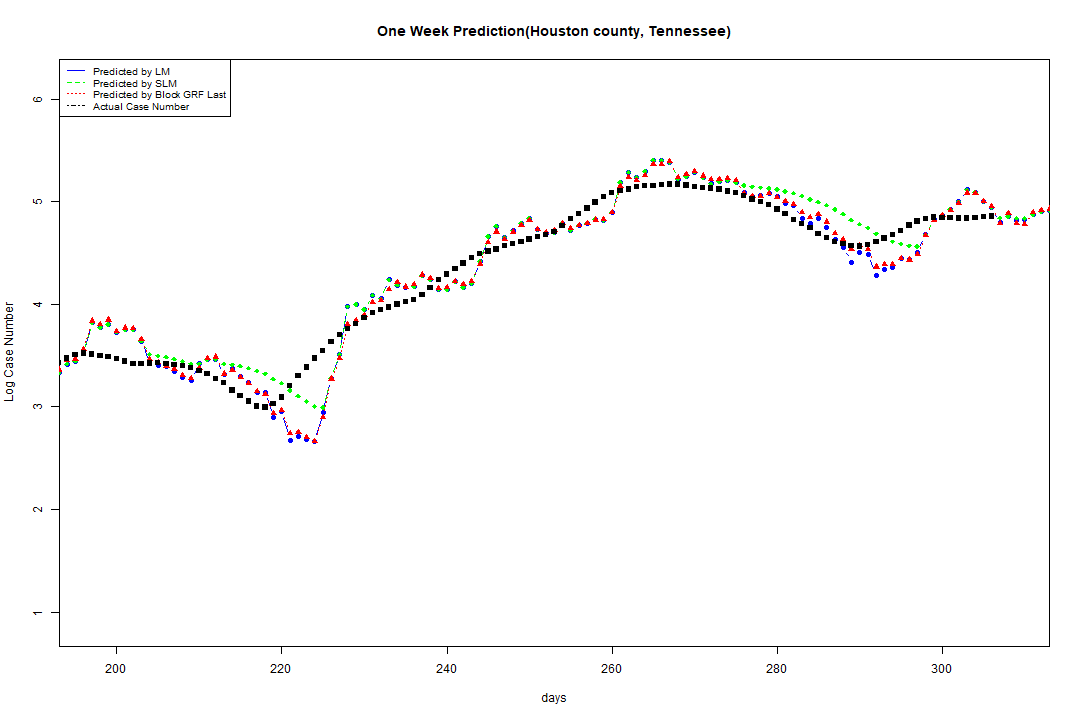 One Week Prediction(Houston county, Tennessee)
Predicted by LM
Predicted by SLM
Predicted by Block GRF Last
Actual Case Number
Log Case Number
6
5
4
3
2
1
200 220 240 260 280 300
days